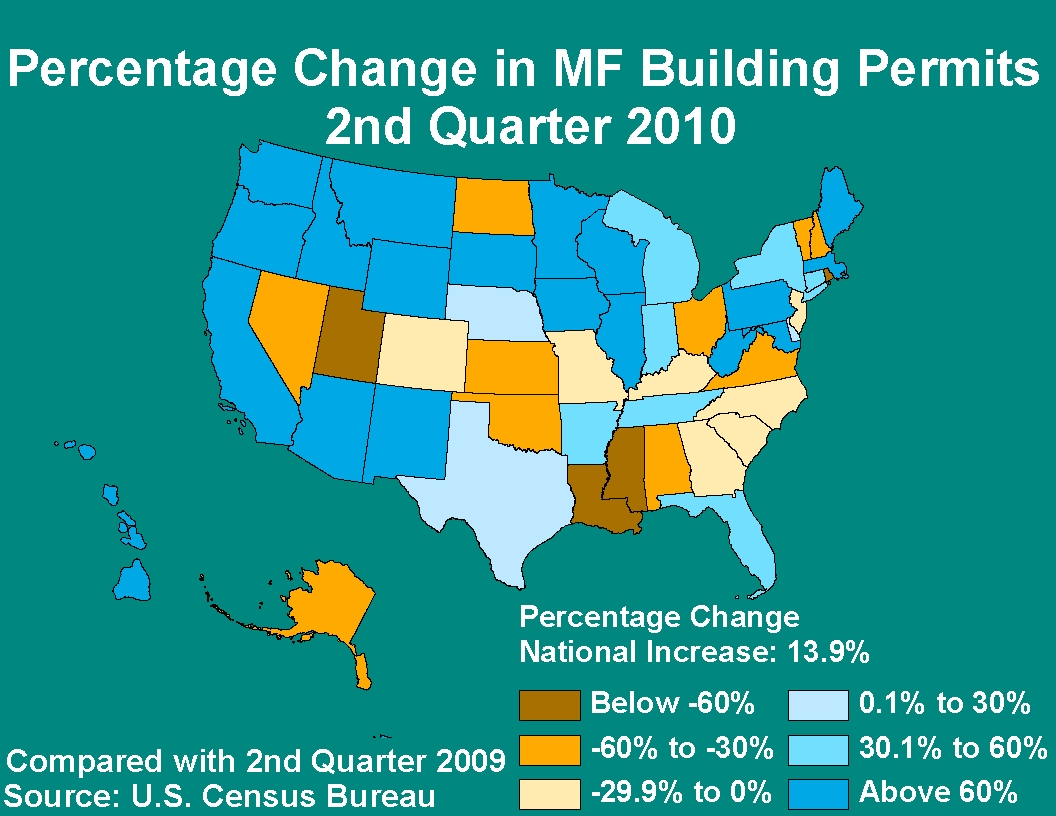 Percentage Change in MF Building Permits
2nd Quarter 2010
Percentage Change
National Increase: 13.9%
Below -60%
-60% to -30%
-29.9% to 0%
0.1% to 30%
30.1% to 60%
Above 60%
Compared with 2nd Quarter 2009
Source: U.S. Census Bureau